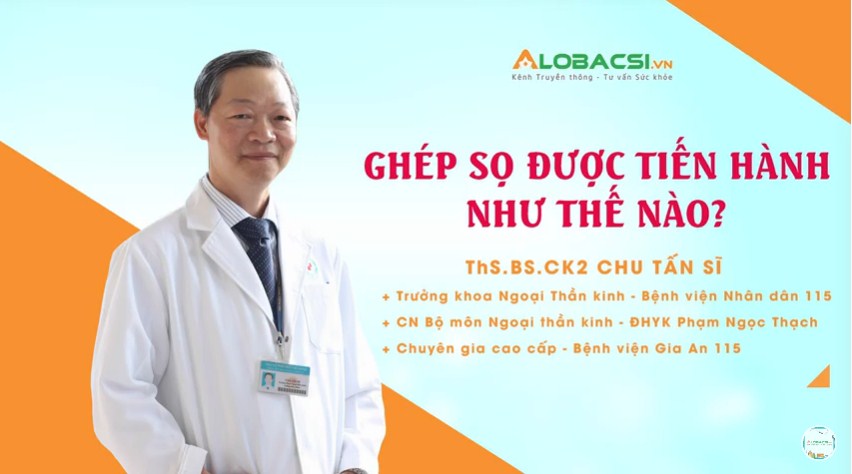 ALOBACSI.VN
Kênh Truyền thông - Tư vấn Sức khỏe
GHÉP SỌ ĐƯỢC TIẾN HÀNH
NHƯ THẾ NÀO?
ThS.BS.CK2 CHU TẤN SĨ
+ Trưởng khoa Ngoại Thần kinh - Bệnh viện Nhân dân 115
+ CN Bộ môn Ngoại thần kinh - ĐHYK Phạm Ngọc Thạch
+ Chuyên gia cao cấp - Bệnh viện Gia An 115
ALOBACSI